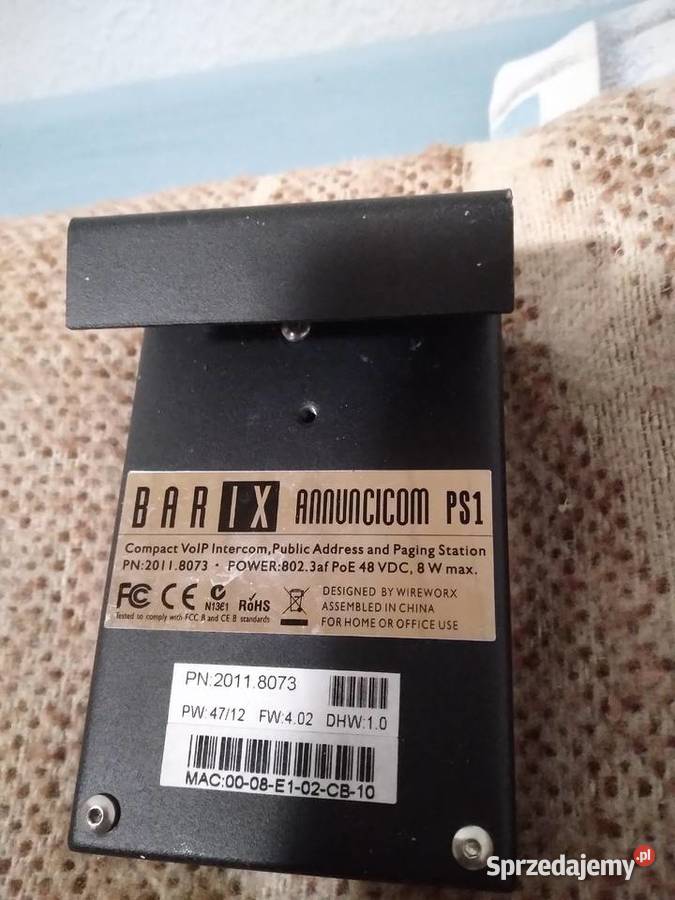 BARIX ANNUNCICOM PS1
Compact VoIP Intercom, Public Address and Paging Station
PN:2011.8073 · POWER:802.3af PoE 48 VDC, 8 W max.
FC CE N1361 RoHS
Tested to comply with FCC B and CE B standards
DESIGNED BY WIREWORX
ASSEMBLED IN CHINA
FOR HOME OR OFFICE USE
PN:2011.8073
PW:47/12 FW:4.02 DHW:1.0
MAC:00-08-E1-02-CB-10
Sprzedajemy.pl